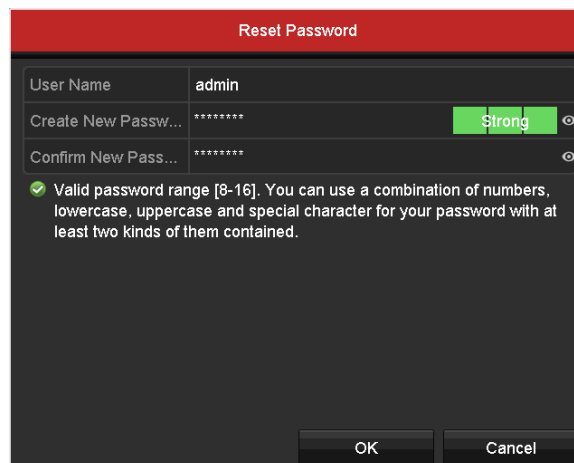 Reset Password
User Name admin
Create New Passw... ******** Strong
Confirm New Pass... ********
Valid password range [8-16]. You can use a combination of numbers,
lowercase, uppercase and special character for your password with at
least two kinds of them contained.
OK Cancel